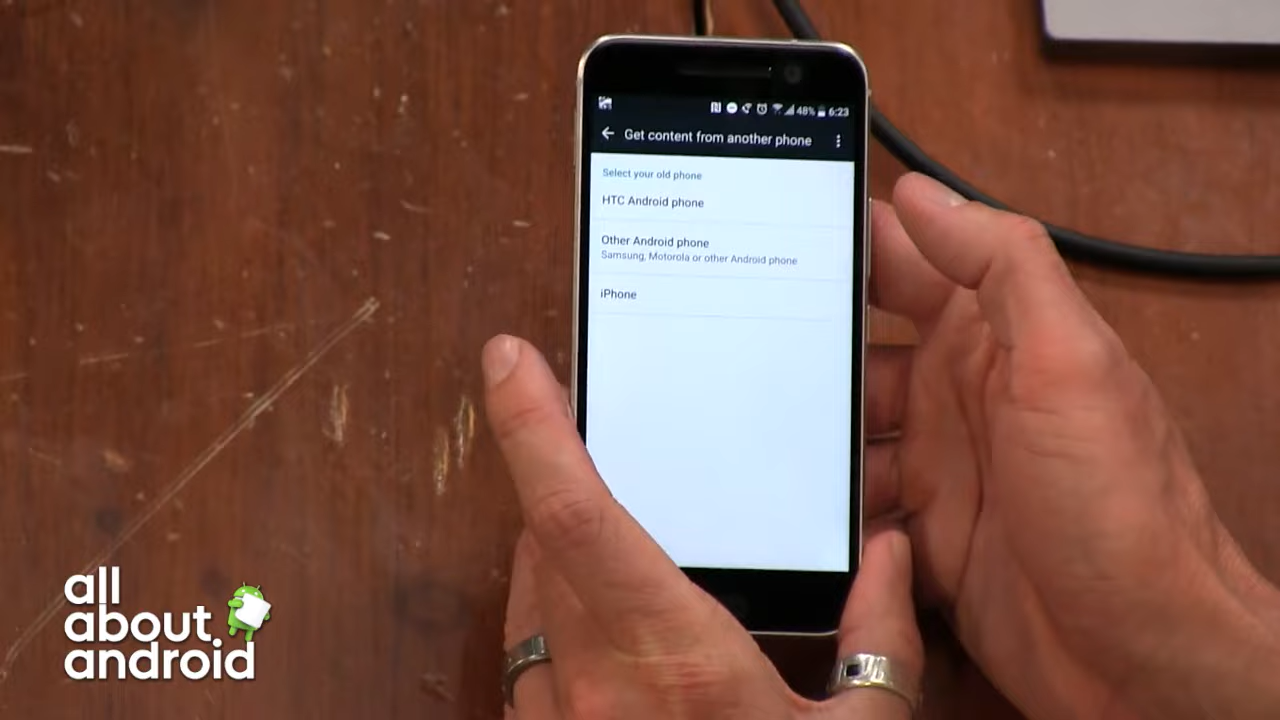 48% 6:23
Get content from another phone
Select your old phone
HTC Android phone
Other Android phone
Samsung, Motorola or other Android phone
iPhone
all
about
android